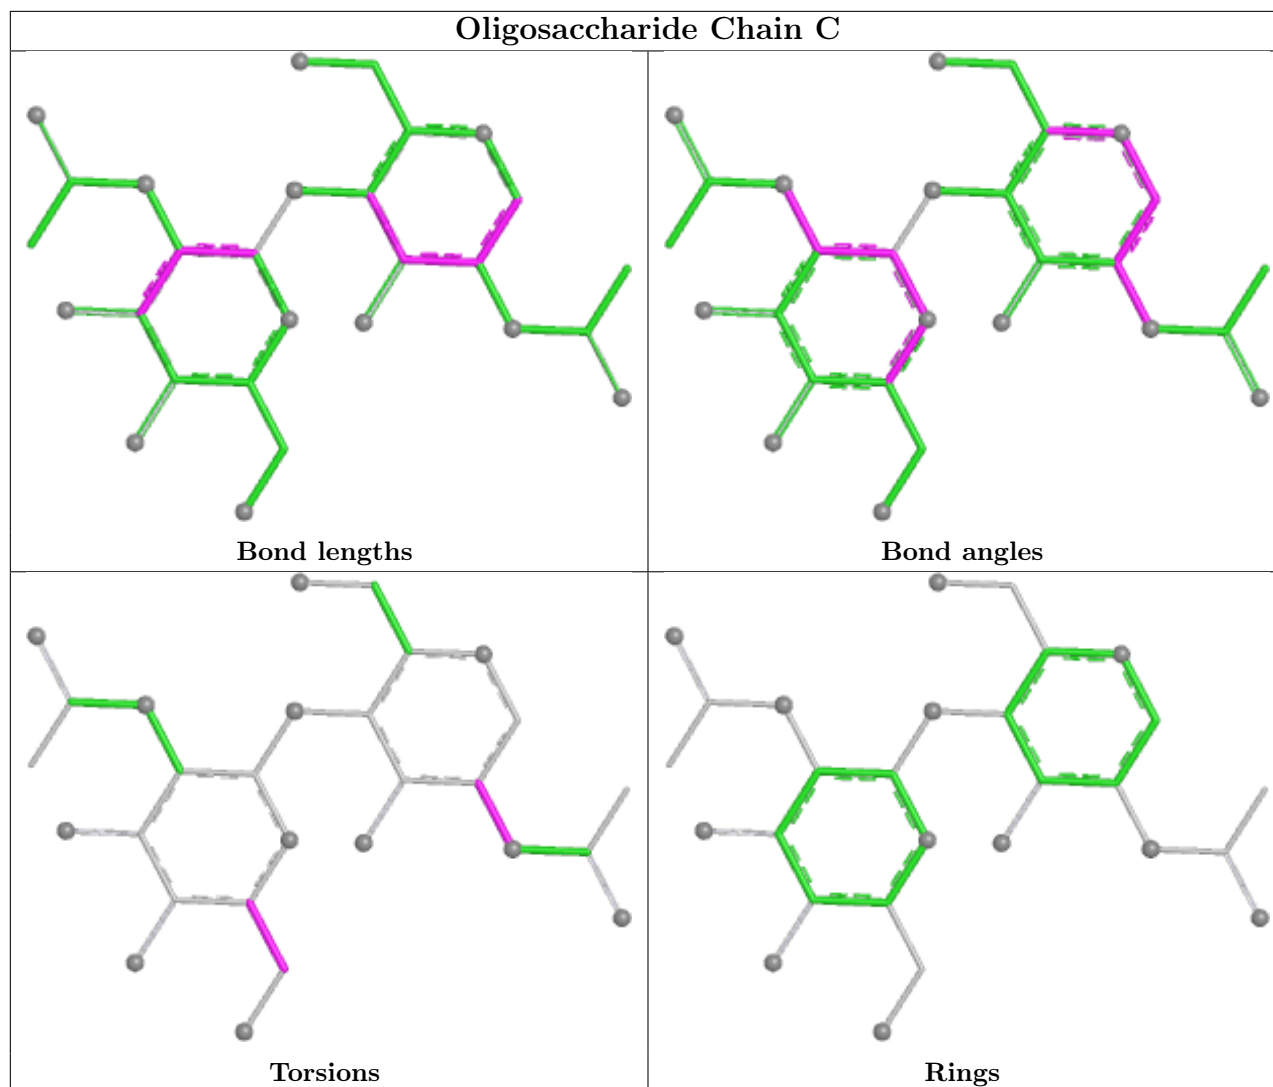 Oligosaccharide Chain C
Bond lengths
Bond angles
Torsions
Rings